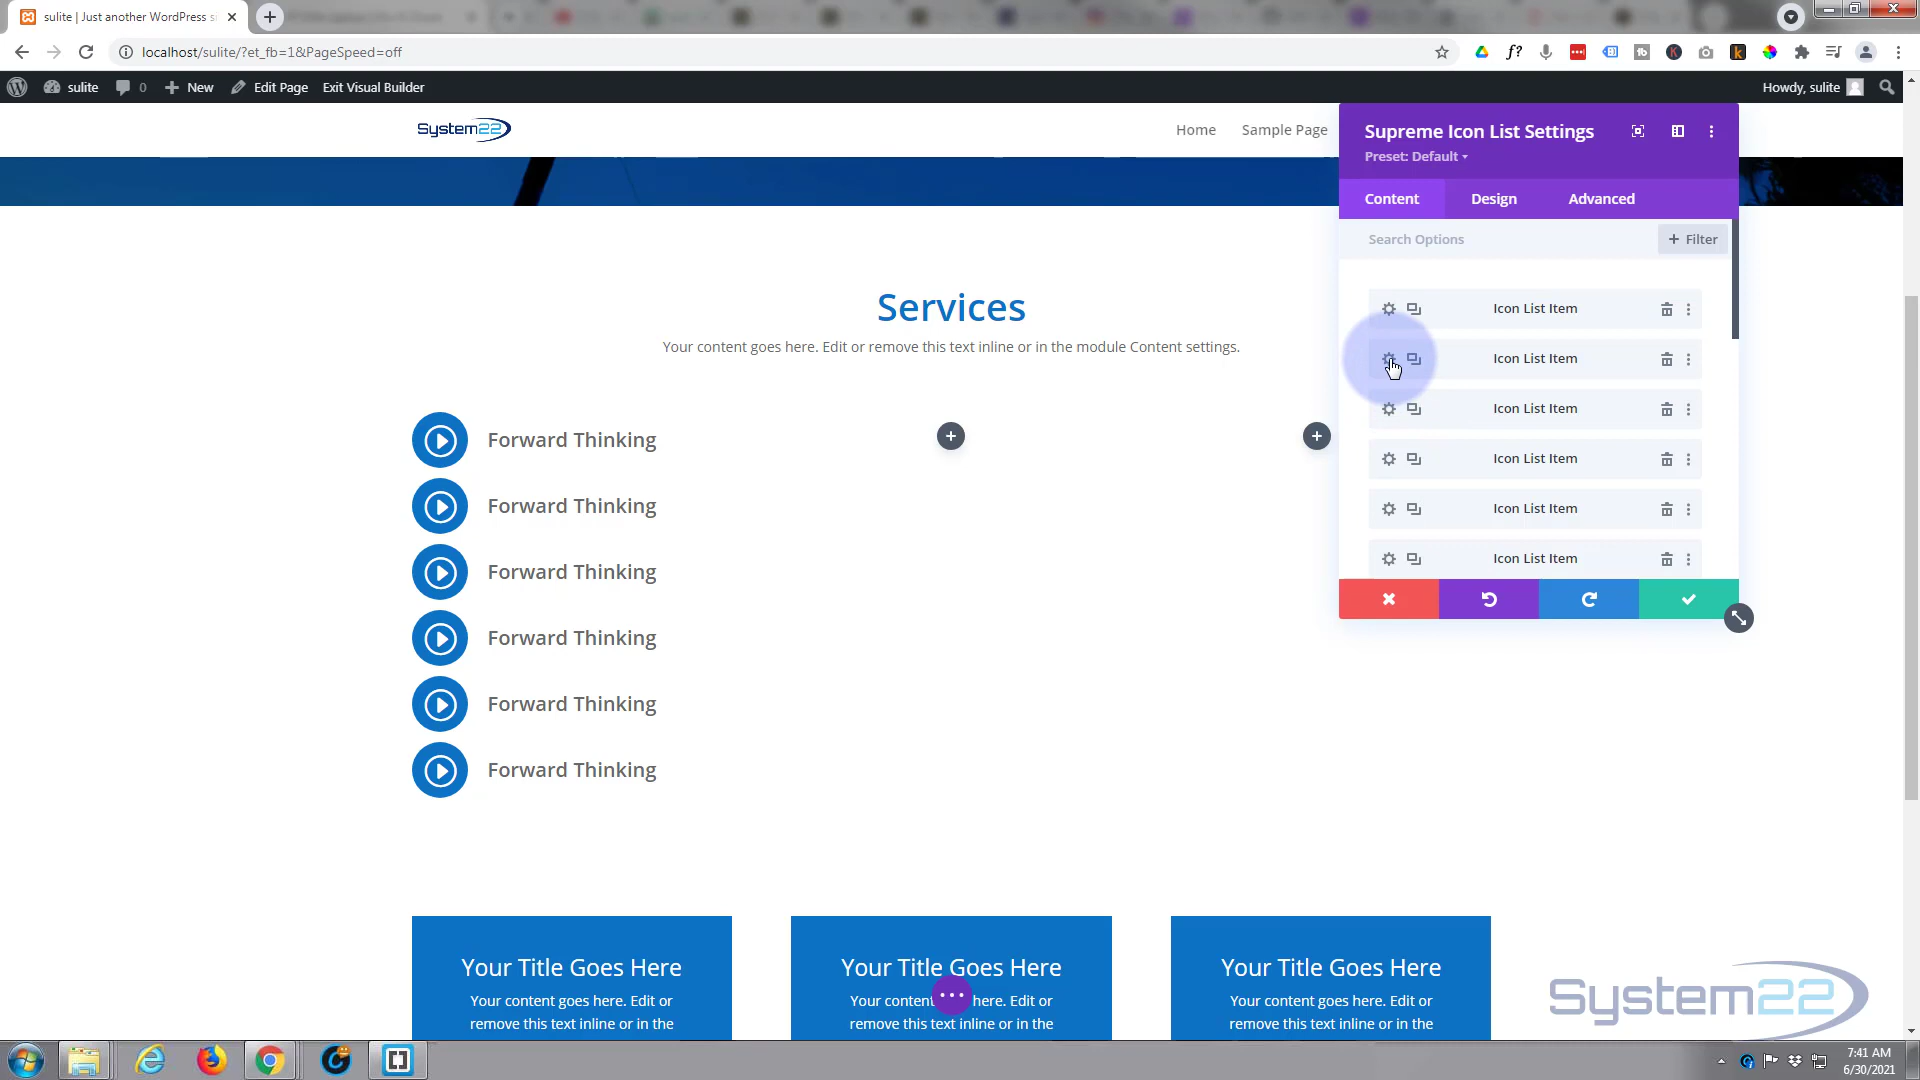 sulite | Just another WordPress si
localhost/sulite/?et_fb=1&PageSpeed=off
sulite 0 New Edit Page Exit Visual Builder Howdy, sulite
System22 Home Sample Page
Supreme Icon List Settings
Preset: Default
Content Design Advanced
Search Options + Filter
Icon List Item
Icon List Item
Icon List Item
Icon List Item
Icon List Item
Icon List Item
Services
Your content goes here. Edit or remove this text inline or in the module Content settings.
Forward Thinking
Forward Thinking
Forward Thinking
Forward Thinking
Forward Thinking
Forward Thinking
Your Title Goes Here
Your content goes here. Edit or
remove this text inline or in the
Your Title Goes Here
Your content here. Edit or
remove this text inline or in the
Your Title Goes Here
Your content goes here. Edit or
remove this text inline or in the
System22
7:41 AM
6/30/2021